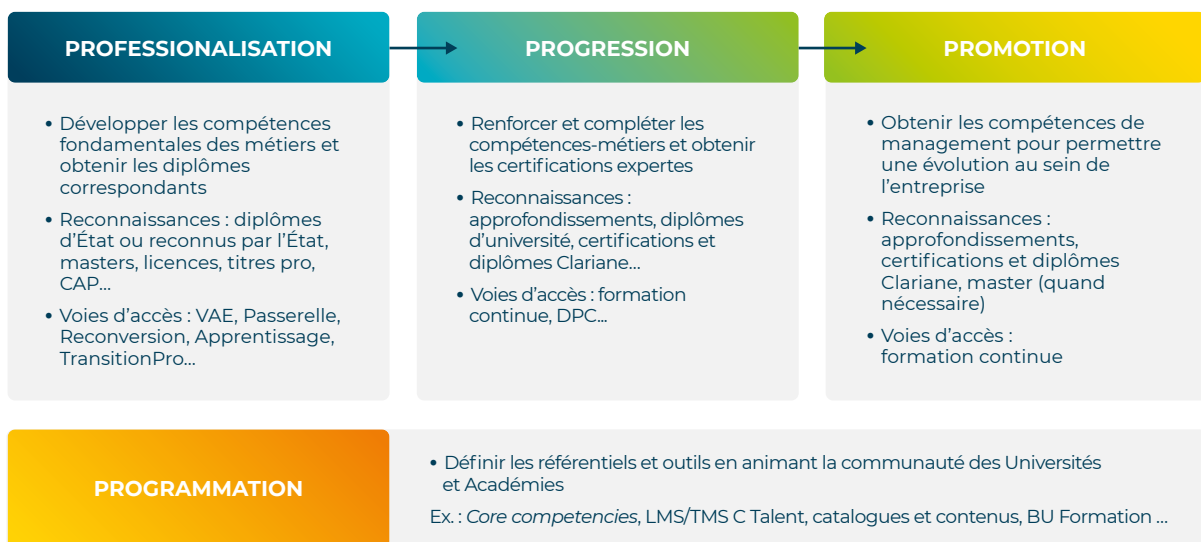 PROFESSIONALISATION
• Développer les compétences
fondamentales des métiers et
obtenir les diplômes
correspondants
• Reconnaissances : diplômes
d’État ou reconnus par l’État,
masters, licences, titres pro,
CAP...
• Voies d’accès : VAE, Passerelle,
Reconversion, Apprentissage,
TransitionPro...
PROGRESSION
• Renforcer et compléter les
compétences-métiers et obtenir
les certifications expertes
• Reconnaissances :
approfondissements, diplômes
d’université, certifications et
diplômes Clariane...
• Voies d’accès : formation
continue, DPC...
PROMOTION
• Obtenir les compétences de
management pour permettre
une évolution au sein de
l’entreprise
• Reconnaissances :
approfondissements,
certifications et diplômes
Clariane, master (quand
nécessaire)
• Voies d’accès :
formation continue
PROGRAMMATION
• Définir les référentiels et outils en animant la communauté des Universités
et Académies
Ex. : Core competencies, LMS/TMS C Talent, catalogues et contenus, BU Formation ...